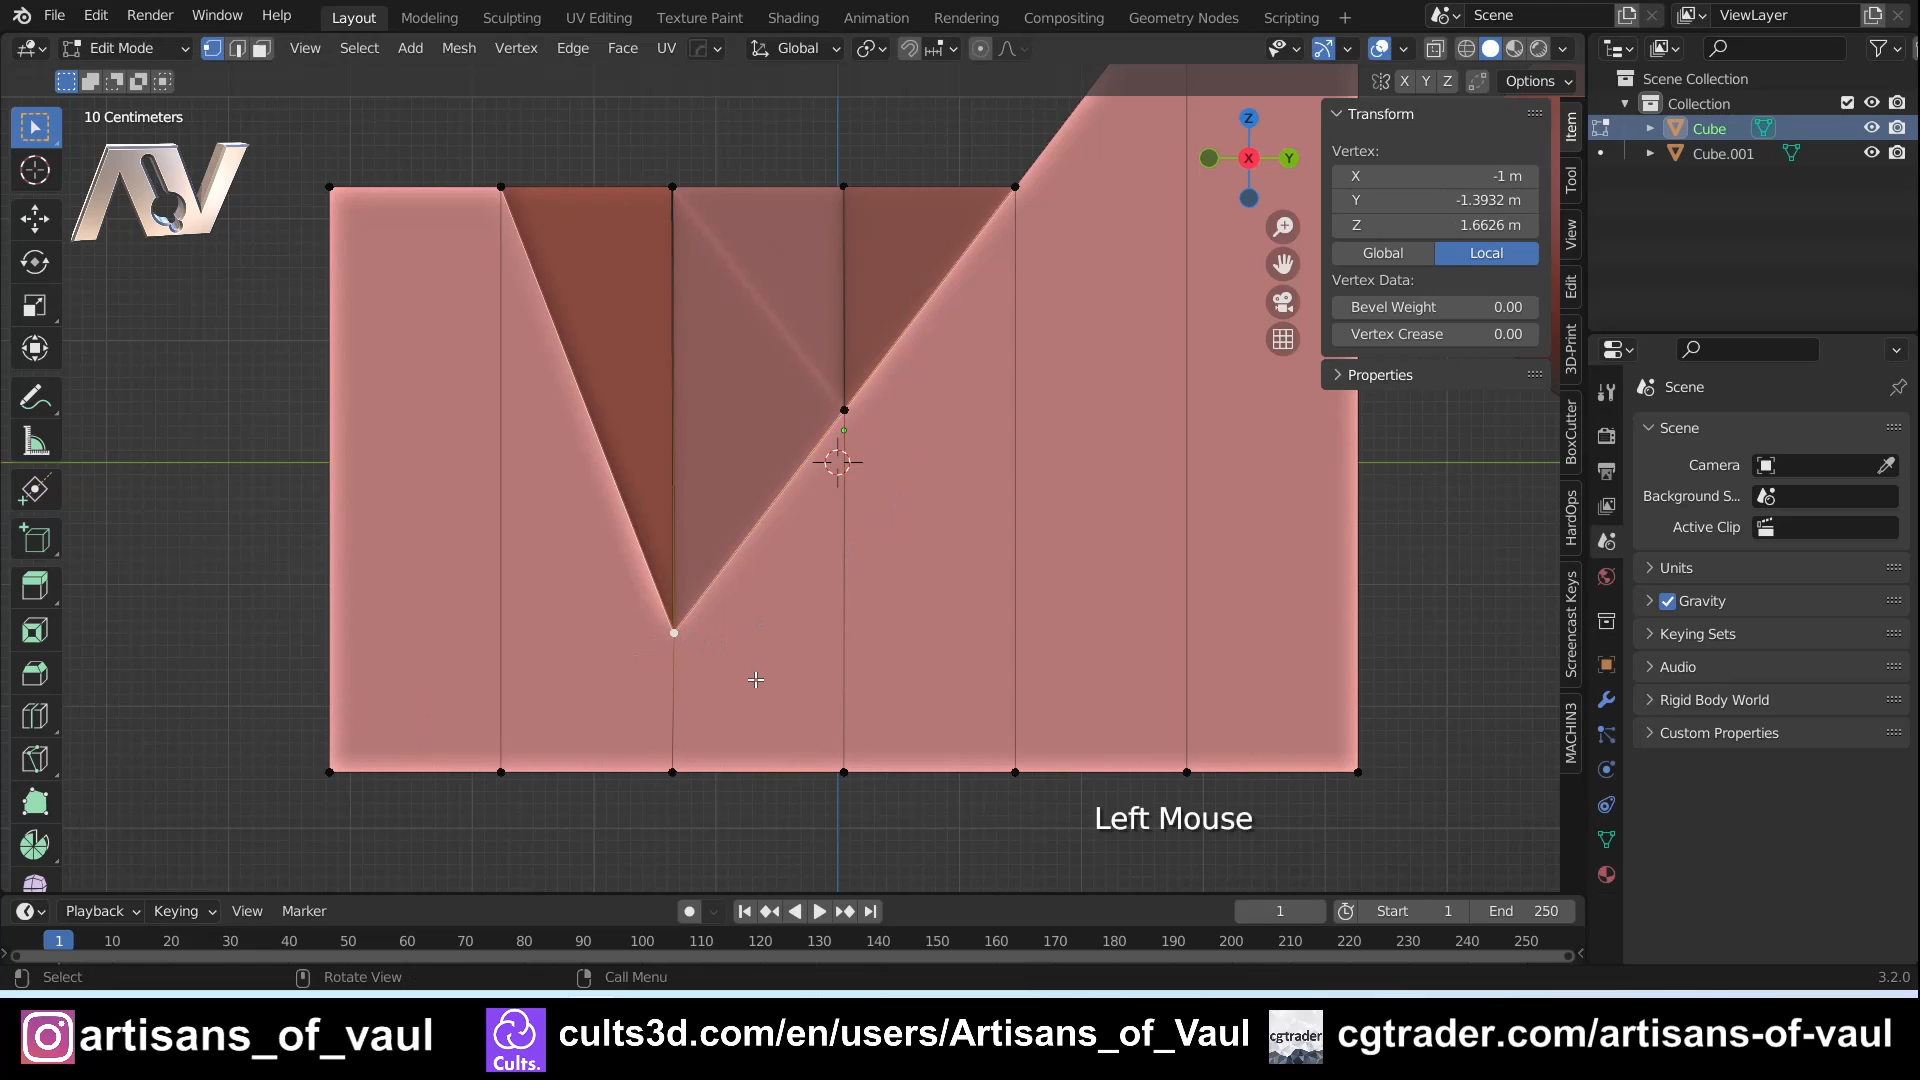 File Edit Render Window Help Layout Modeling Sculpting UV Editing Texture Paint Shading Animation Rendering Compositing Geometry Nodes Scripting Scene ViewLayer
Edit Mode View Select Add Mesh Vertex Edge Face UV Global
X Y Z Options
10 Centimeters
Z
X
Y
Transform
Vertex:
X -1 m
Y -1.3932 m
Z 1.6626 m
Global Local
Vertex Data:
Bevel Weight 0.00
Vertex Crease 0.00
Properties
Item
Tool
View
Edit
3D-Print
BoxCutter
HardOps
Screencast Keys
MACHIN3
Scene Collection
Collection
Cube
Cube.001
Scene
Scene
Camera
Background S...
Active Clip
Units
Gravity
Keying Sets
Audio
Rigid Body World
Custom Properties
Left Mouse
Playback Keying View Marker 1 Start 1 End 250
1 10 20 30 40 50 60 70 80 90 100 110 120 130 140 150 160 170 180 190 200 210 220 230 240 250
Select Rotate View Call Menu 3.2.0
artisans_of_vaul
Cults.
cults3d.com/en/users/Artisans_of_Vaul
cgtrader
cgtrader.com/artisans-of-vaul